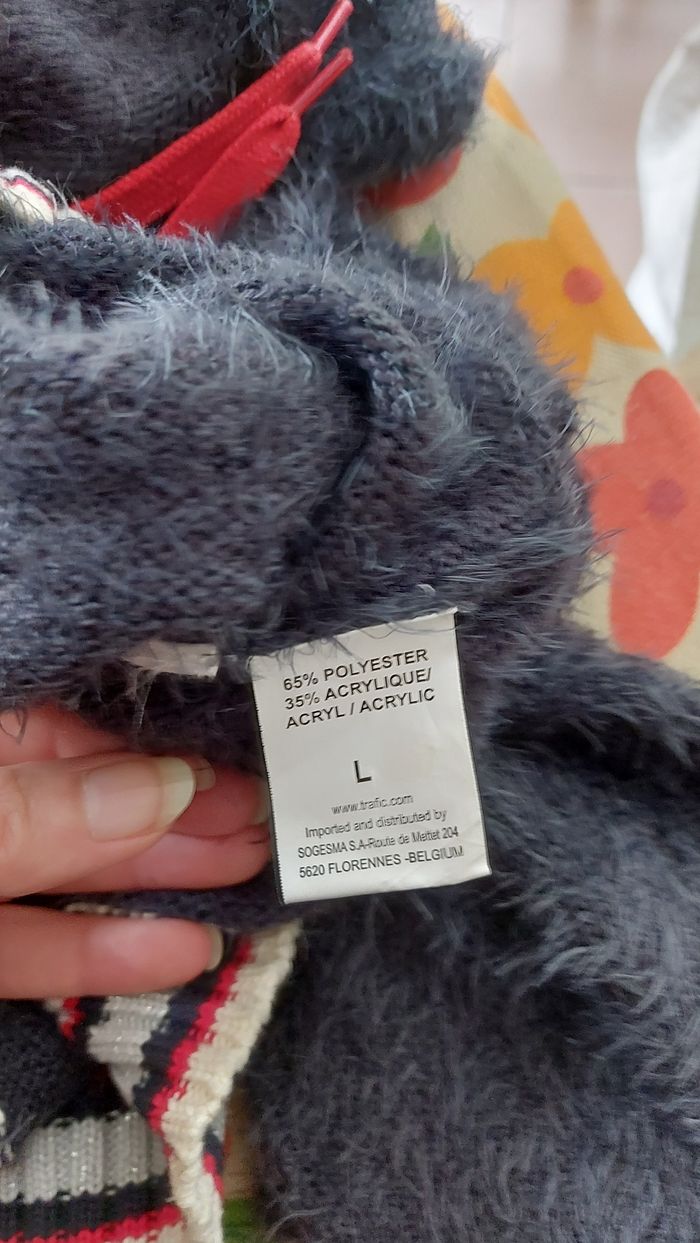 65% POLYESTER
35% ACRYLIQUE/
ACRYL / ACRYLIC
L
www.trafic.com
Imported and distributed by
SOGESMA S.A-Route de Mettet 204
5620 FLORENNES -BELGIUM